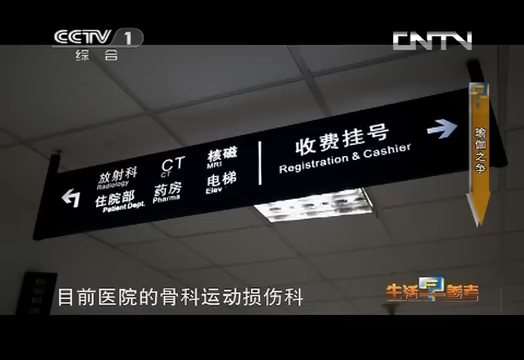 CCTV 1
综合
CNTV
瑜伽之争
放射科 CT 核磁
Radiology CT MRI
住院部 药房 电梯
Patient Dept. Pharma Elev
收费挂号
Registration & Cashier
目前医院的骨科运动损伤科
生活早参考